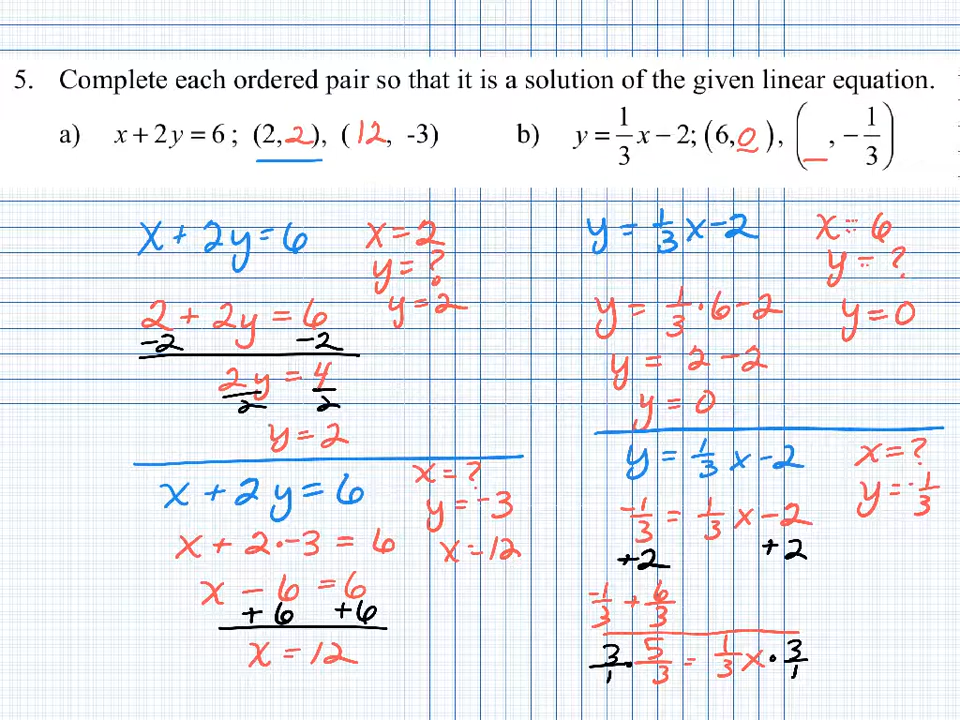 5. Complete each ordered pair so that it is a solution of the given linear equation.
a) x + 2y = 6 ; (2, 2 ), ( 12 , -3) b) y = 1/3 x − 2; (6, 0 ), ( __ , − 1/3 )
x + 2y = 6
x = 2
y = ?
y = 2
2 + 2y = 6
-2 -2
2y/2 = 4/2
y = 2
x + 2y = 6
x = ?
y = -3
x = 12
x + 2 · -3 = 6
x - 6 = 6
+ 6 + 6
x = 12
y = 1/3 x - 2
x = 6
y = ?
y = 0
y = 1/3 · 6 - 2
y = 2 - 2
y = 0
y = 1/3 x - 2
x = ?
y = -1/3
-1/3 = 1/3 x - 2
+2 +2
-1/3 + 6/3
3/1 · 5/3 = 1/3 x · 3/1